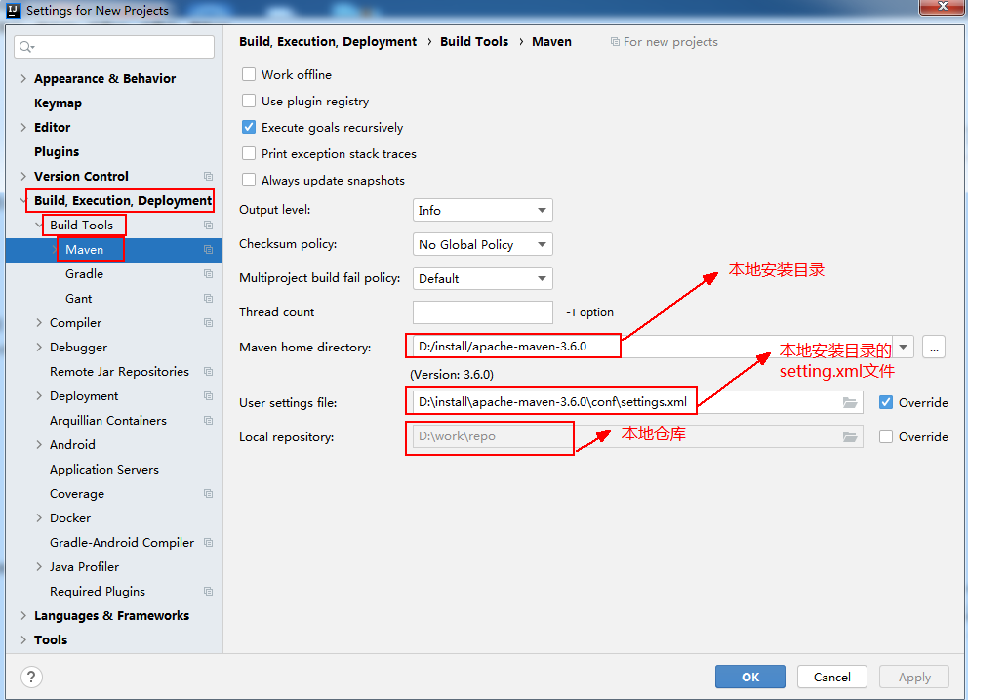 Settings for New Projects
Build, Execution, Deployment › Build Tools › Maven For new projects
Appearance & Behavior
Keymap
Editor
Plugins
Version Control
Build, Execution, Deployment
Build Tools
Maven
Gradle
Gant
Compiler
Debugger
Remote Jar Repositories
Deployment
Arquillian Containers
Android
Application Servers
Coverage
Docker
Gradle-Android Compiler
Java Profiler
Required Plugins
Languages & Frameworks
Tools
Work offline
Use plugin registry
Execute goals recursively
Print exception stack traces
Always update snapshots
Output level: Info
Checksum policy: No Global Policy
Multiproject build fail policy: Default
Thread count -T option
本地安装目录
Maven home directory: D:/install/apache-maven-3.6.0 ...
(Version: 3.6.0)
本地安装目录的
setting.xml文件
User settings file: D:\install\apache-maven-3.6.0\conf\settings.xml Override
Local repository: D:\work\repo Override
本地仓库
? OK Cancel Apply